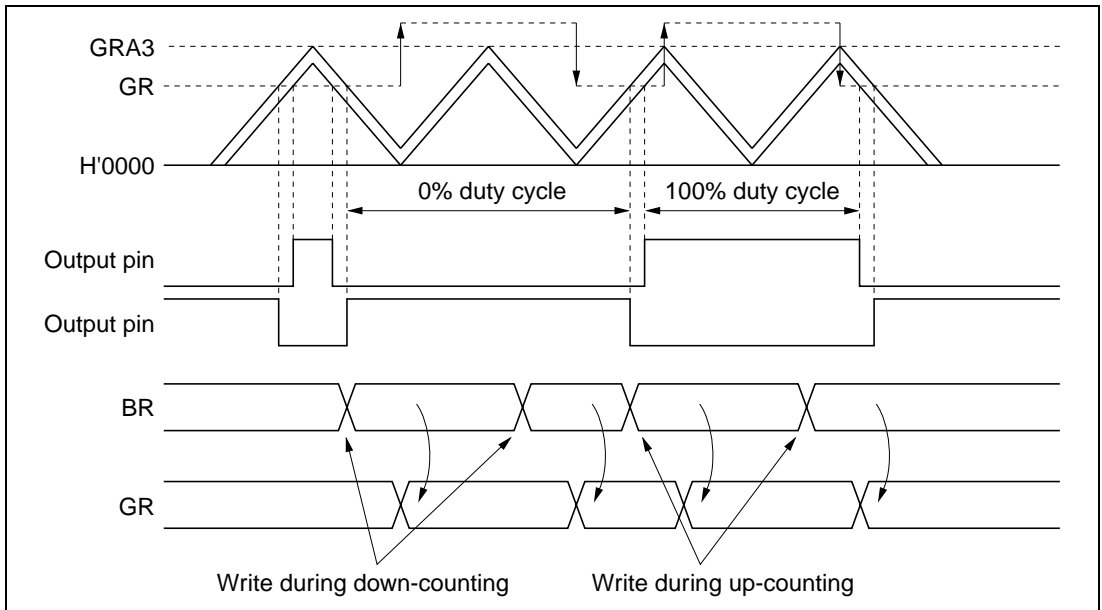 GRA3
GR
H'0000
0% duty cycle
100% duty cycle
Output pin
Output pin
BR
GR
Write during down-counting
Write during up-counting